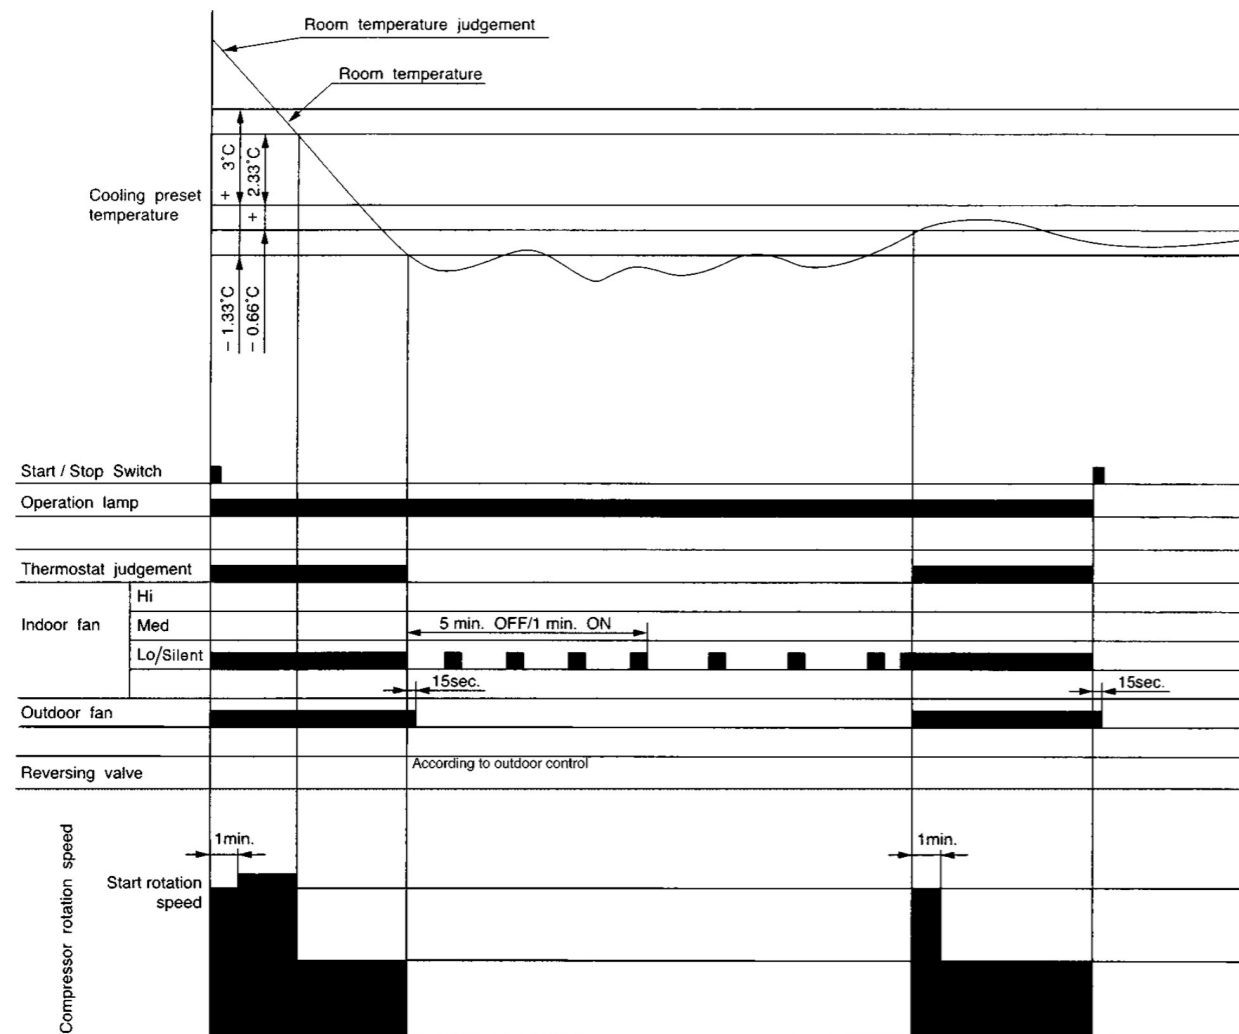 Room temperature judgement
Room temperature
+ 3°C
+ 2.33°C
Cooling preset
temperature
− 1.33°C
− 0.66°C
Start / Stop Switch
Operation lamp
Thermostat judgement
Indoor fan
Hi
Med
5 min. OFF/1 min. ON
Lo/Silent
15sec.
15sec.
Outdoor fan
According to outdoor control
Reversing valve
Compressor rotation speed
1min.
1min.
Start rotation
speed